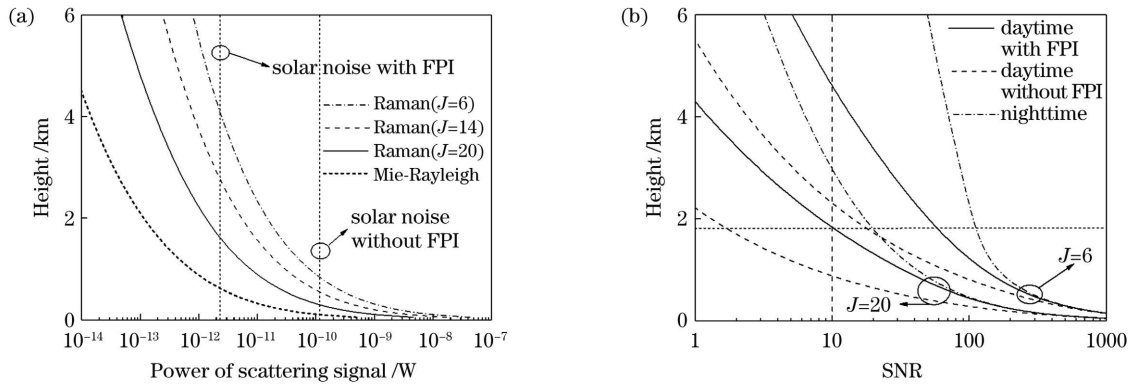 (a)
6
4
2
0
Height /km
10-14
10-13
10-12
10-11
10-10
10-9
10-8
10-7
Power of scattering signal /W
solar noise with FPI
Raman(J=6)
Raman(J=14)
Raman(J=20)
Mie-Rayleigh
solar noise
without FPI
(b)
6
4
2
0
Height /km
1
10
100
1000
SNR
daytime
with FPI
daytime
without FPI
nighttime
J=6
J=20